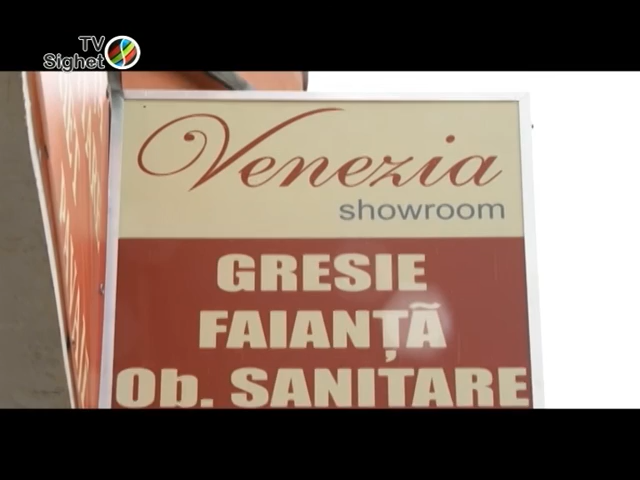 TV
Sighet
Venezia
showroom
GRESIE
FAIANȚĂ
Ob. SANITARE